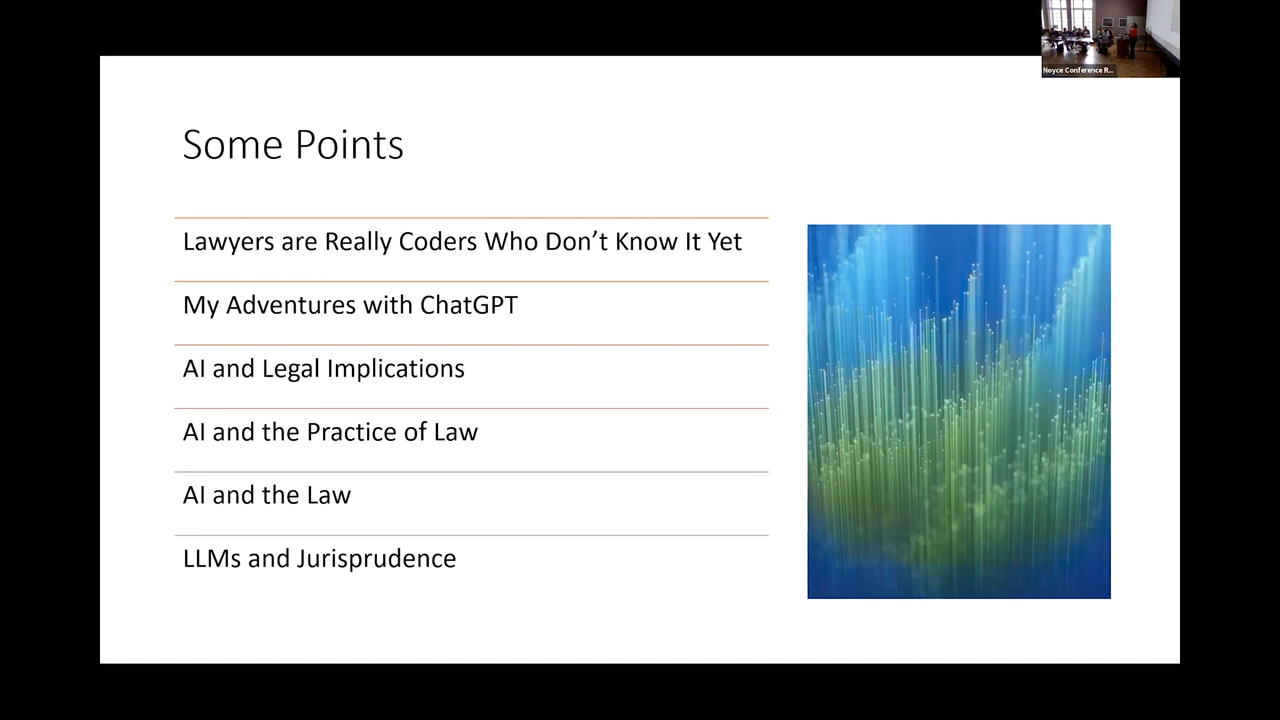 Noyce Conference R...
Some Points
Lawyers are Really Coders Who Don’t Know It Yet
My Adventures with ChatGPT
AI and Legal Implications
AI and the Practice of Law
AI and the Law
LLMs and Jurisprudence